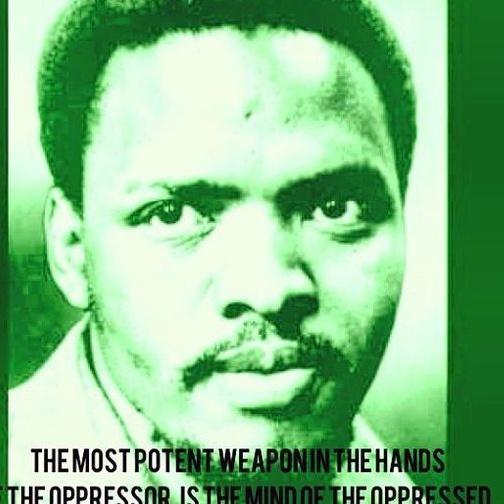 THE MOST POTENT WEAPON IN THE HANDS
THE OPPRESSOR IS THE MIND OF THE OPPRESSED